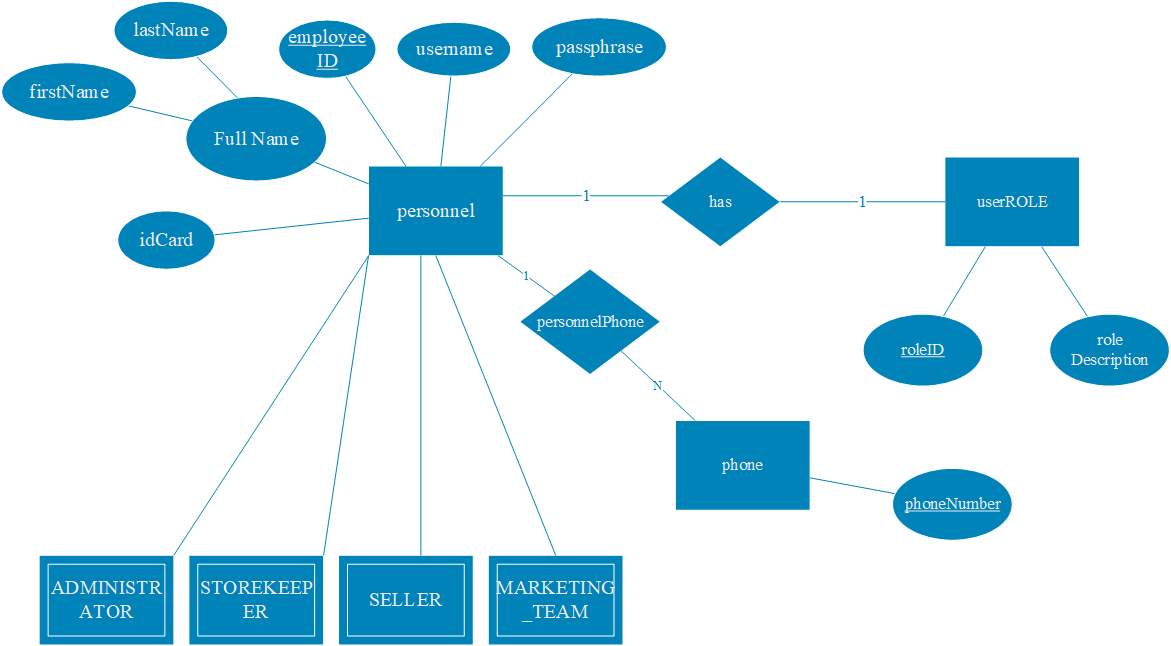 lastName
employee
ID
username
passphrase
firstName
Full Name
personnel
1
has
1
userROLE
idCard
1
personnelPhone
roleID
role
Description
N
phone
phoneNumber
ADMINISTR
ATOR
STOREKEEP
ER
SELLER
MARKETING
_TEAM